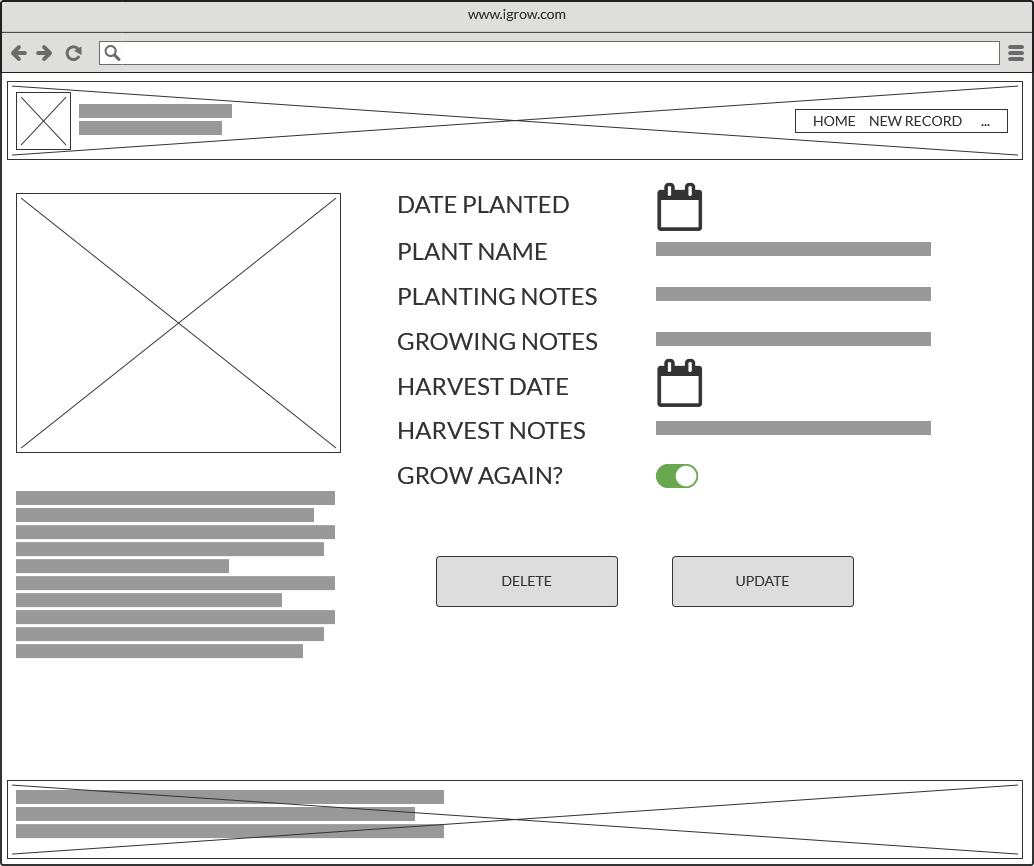 www.igrow.com
HOME NEW RECORD ...
DATE PLANTED
PLANT NAME
PLANTING NOTES
GROWING NOTES
HARVEST DATE
HARVEST NOTES
GROW AGAIN?
DELETE UPDATE